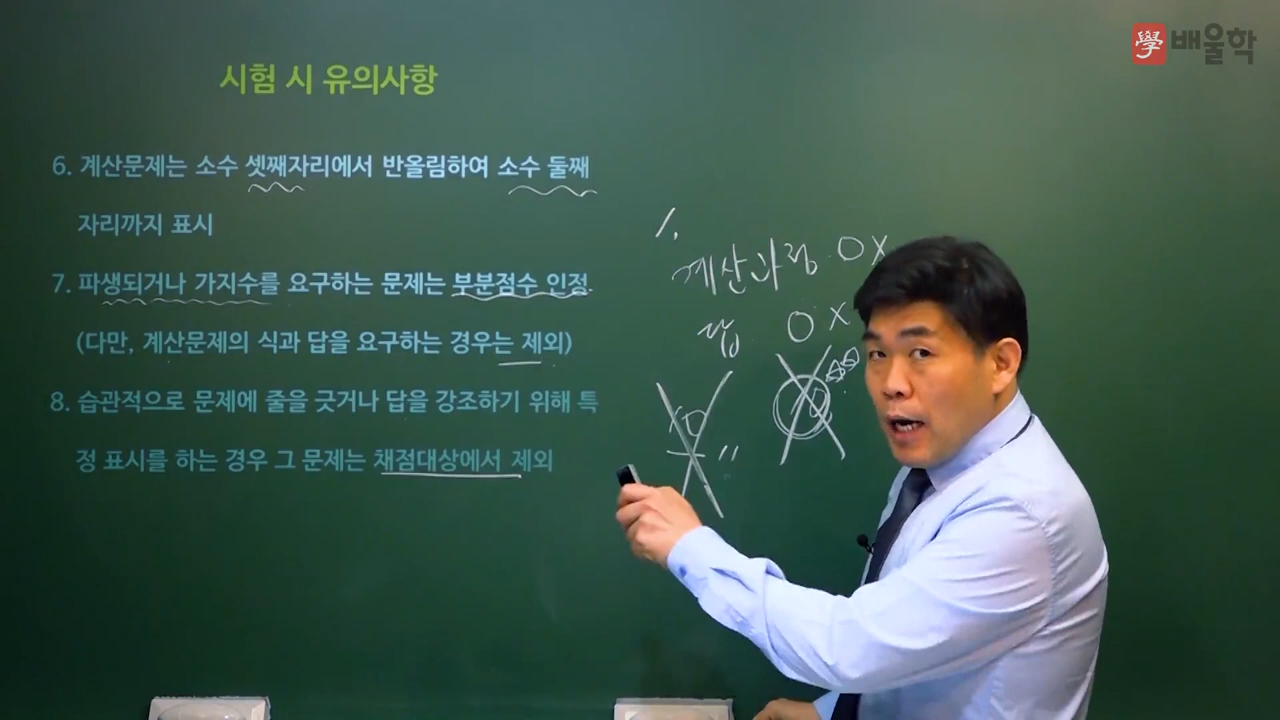 學 배울학
시험 시 유의사항
6. 계산문제는 소수 셋째자리에서 반올림하여 소수 둘째
자리까지 표시
7. 파생되거나 가지수를 요구하는 문제는 부분점수 인정
(다만, 계산문제의 식과 답을 요구하는 경우는 제외)
8. 습관적으로 문제에 줄을 긋거나 답을 강조하기 위해 특
정 표시를 하는 경우 그 문제는 채점대상에서 제외
1.
계산과정 O X
답 O X